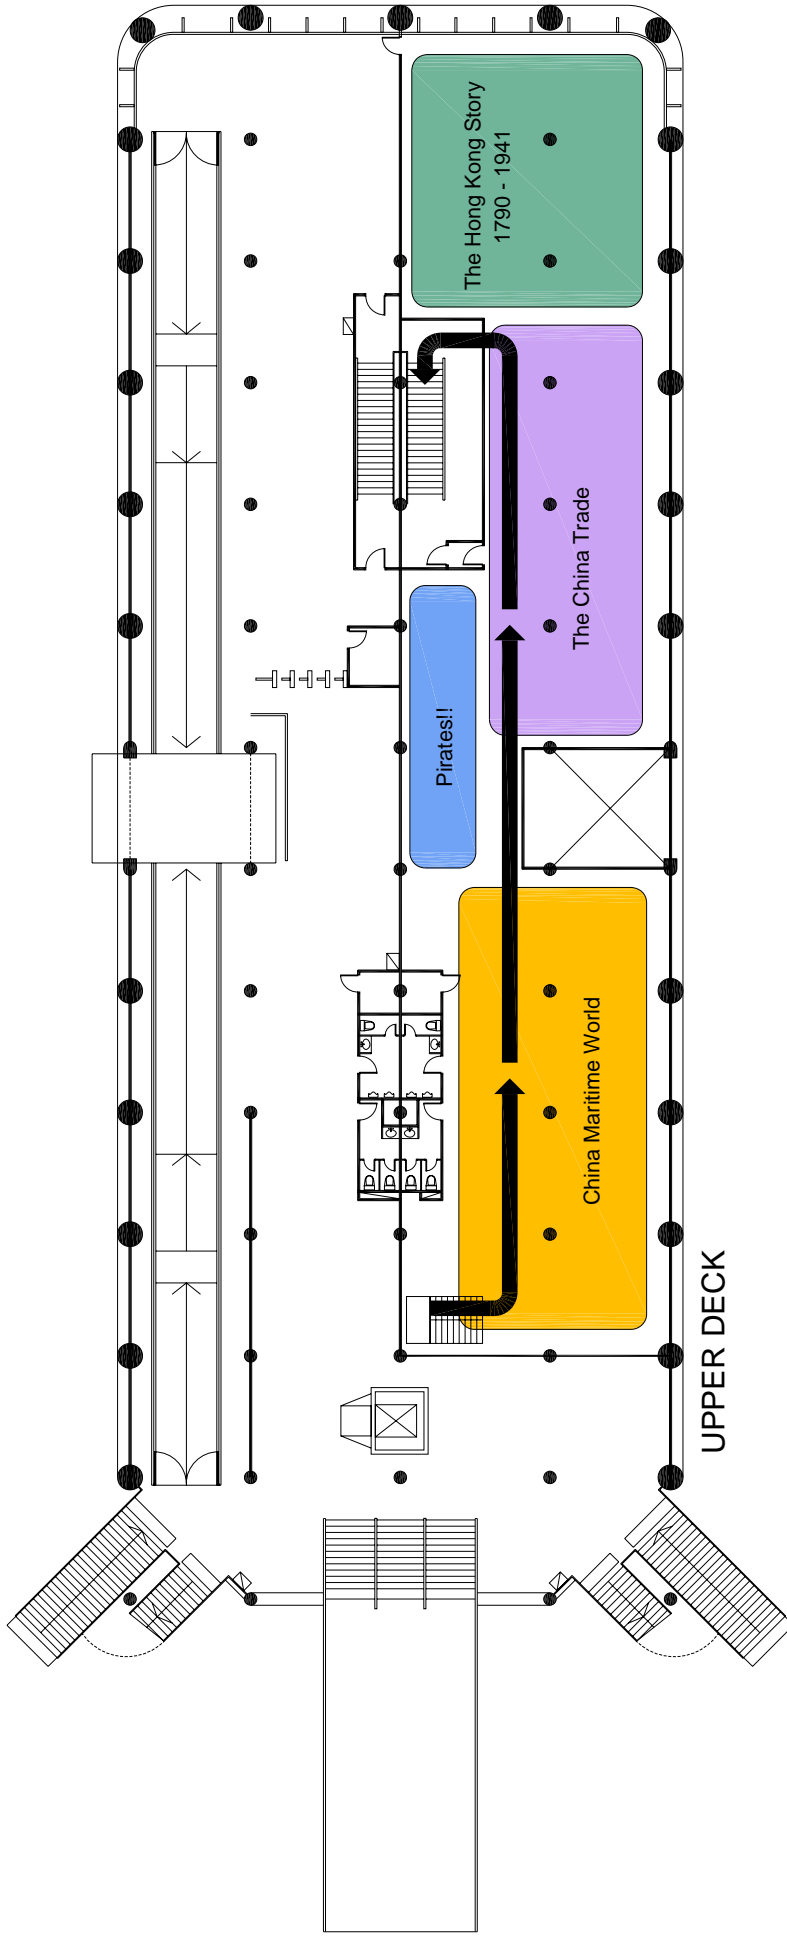 The Hong Kong Story
1790 - 1941
The China Trade
Pirates!!
China Maritime World
UPPER DECK